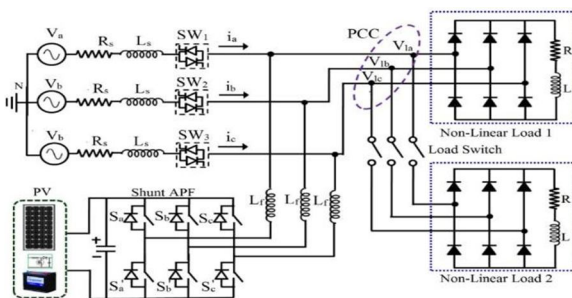 Va
Rs
Ls
SW1
ia
PCC
Vla
R
L
N
Vb
Rs
Ls
SW2
ib
Vlb
Vlc
Non-Linear Load 1
Vb
Rs
Ls
SW3
ic
Load Switch
PV
Shunt APF
Lf
Lf
Lf
Sa
Sb
Sc
R
L
+
-
Sa'
Sb
Sc
Non-Linear Load 2